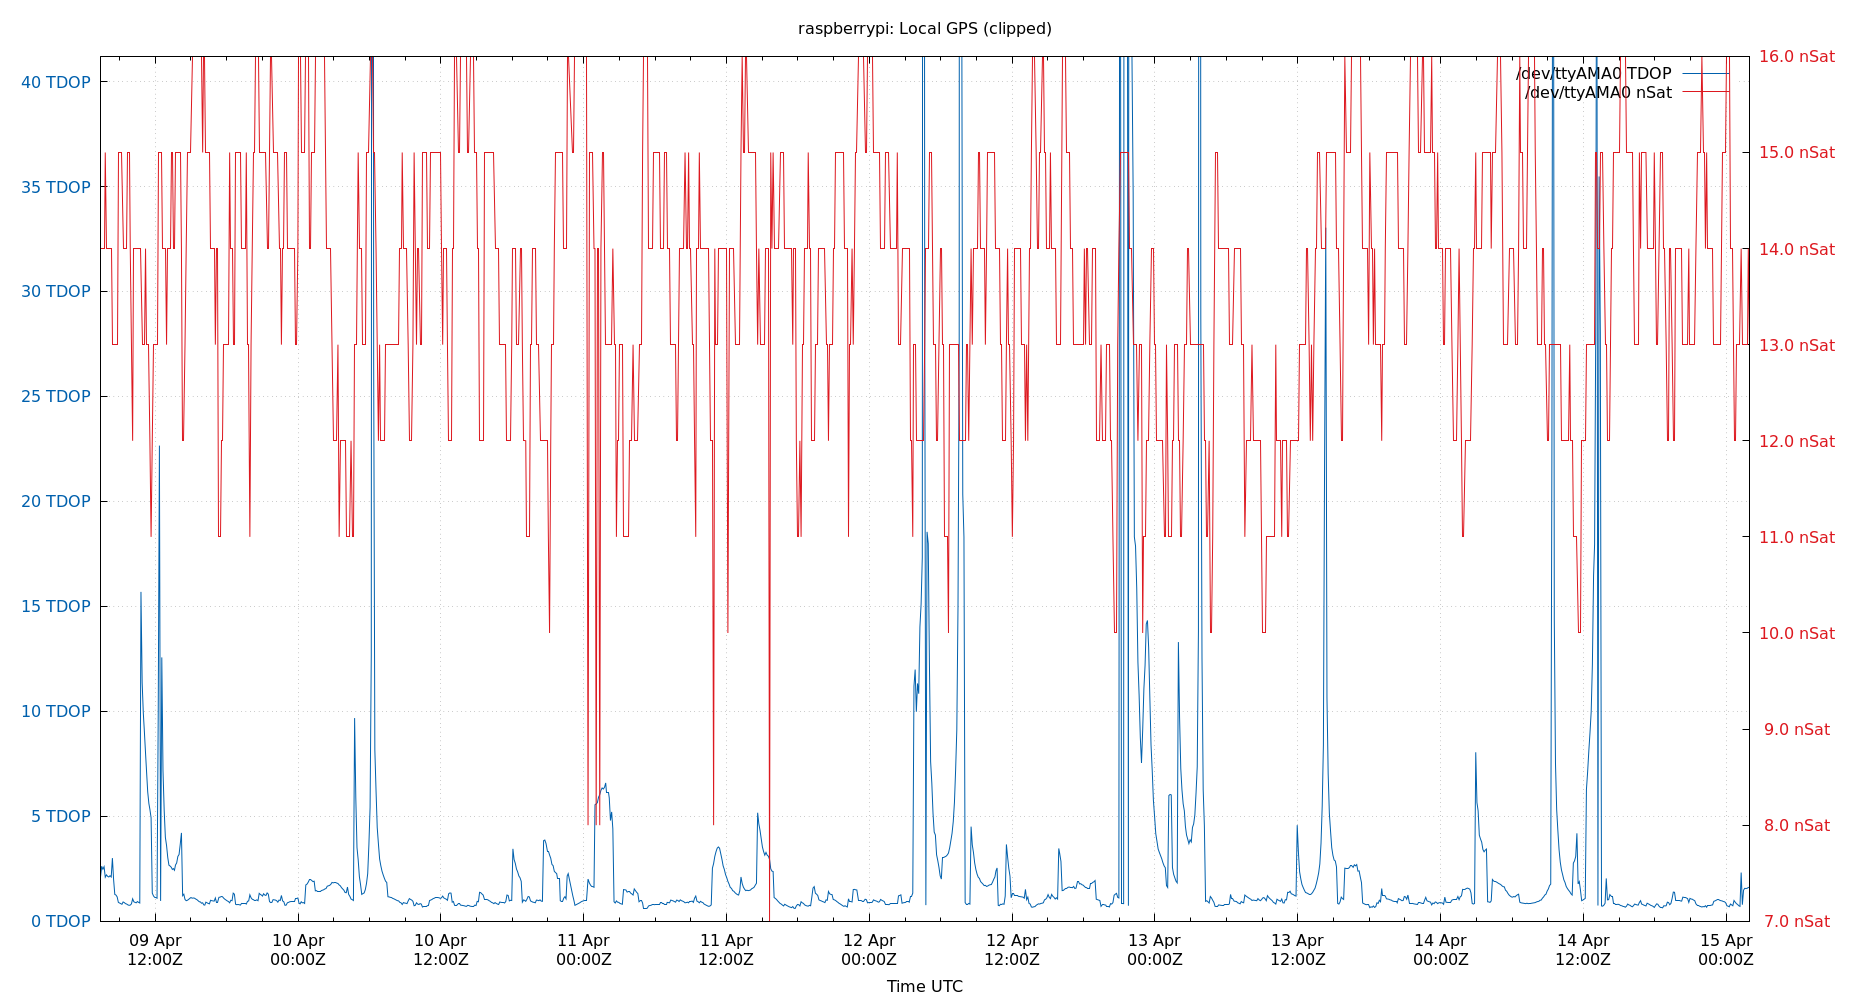 raspberrypi: Local GPS (clipped)
40 TDOP
35 TDOP
30 TDOP
25 TDOP
20 TDOP
15 TDOP
10 TDOP
5 TDOP
0 TDOP
16.0 nSat
15.0 nSat
14.0 nSat
13.0 nSat
12.0 nSat
11.0 nSat
10.0 nSat
9.0 nSat
8.0 nSat
7.0 nSat
/dev/ttyAMA0 TDOP
/dev/ttyAMA0 nSat
09 Apr
12:00Z
10 Apr
00:00Z
10 Apr
12:00Z
11 Apr
00:00Z
11 Apr
12:00Z
12 Apr
00:00Z
12 Apr
12:00Z
13 Apr
00:00Z
13 Apr
12:00Z
14 Apr
00:00Z
14 Apr
12:00Z
15 Apr
00:00Z
Time UTC